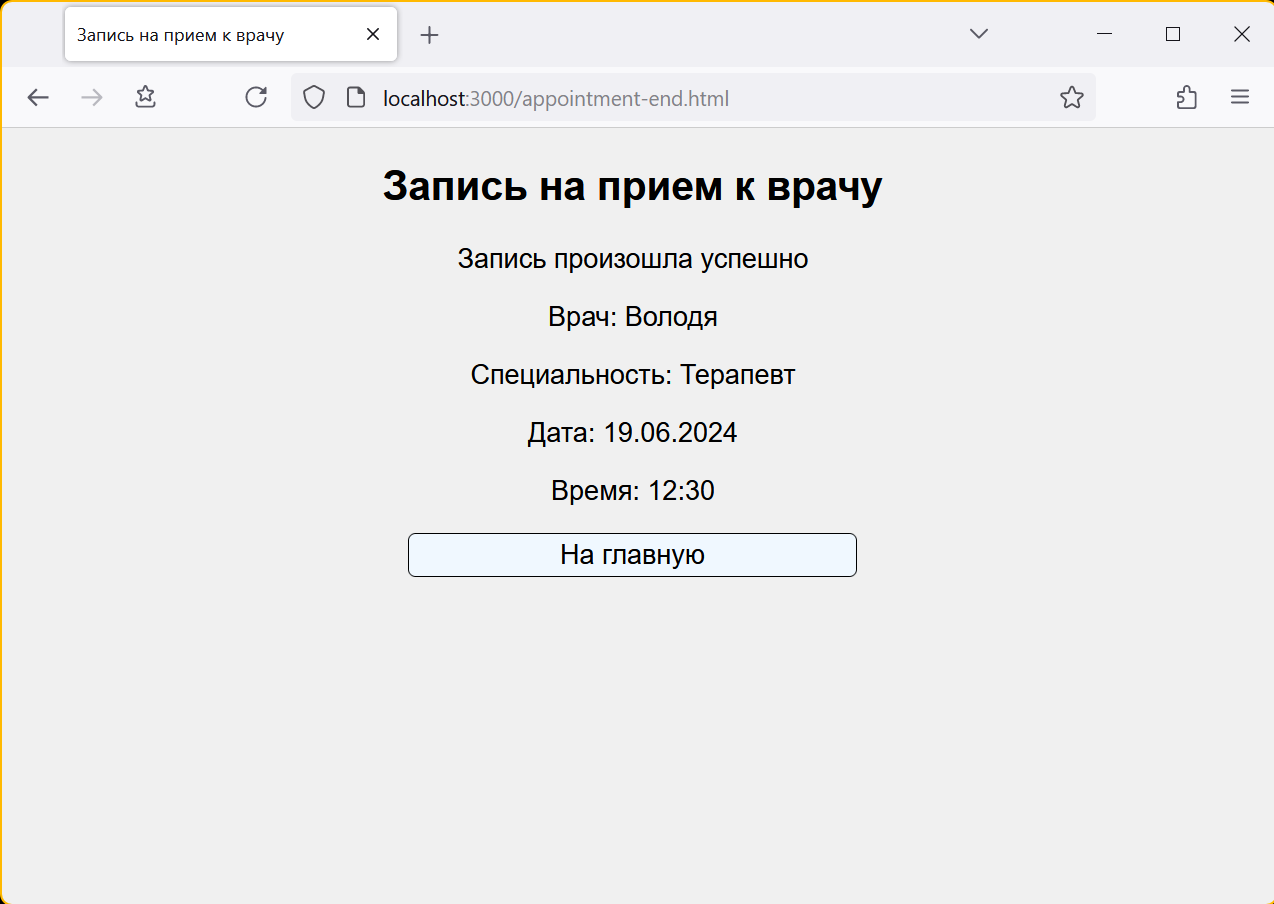 Запись на прием к врачу
localhost:3000/appointment-end.html
Запись на прием к врачу
Запись произошла успешно
Врач: Володя
Специальность: Терапевт
Дата: 19.06.2024
Время: 12:30
На главную